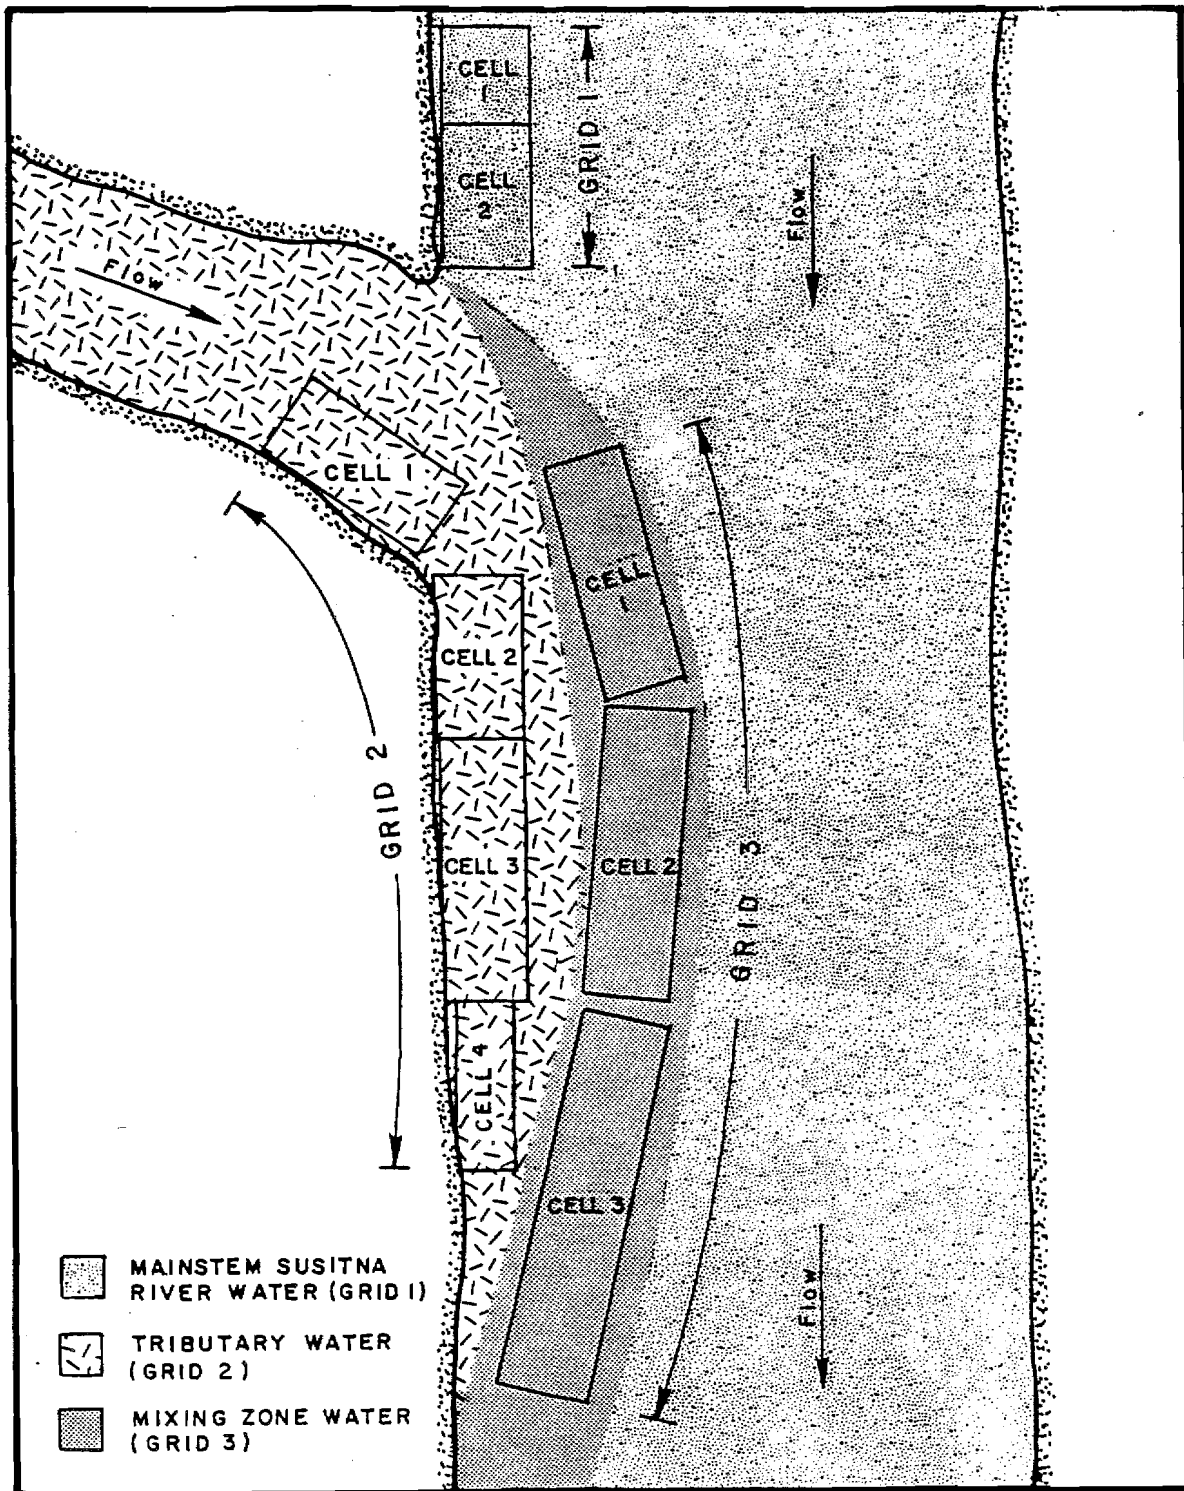 CELL
1
CELL
2
GRID 1
Flow
Flow
CELL 1
CELL
1
CELL 2
GRID 2
CELL 3
CELL 2
GRID 3
CELL 4
CELL 3
Flow
MAINSTEM SUSITNA
RIVER WATER (GRID 1)
TRIBUTARY WATER
(GRID 2)
MIXING ZONE WATER
(GRID 3)